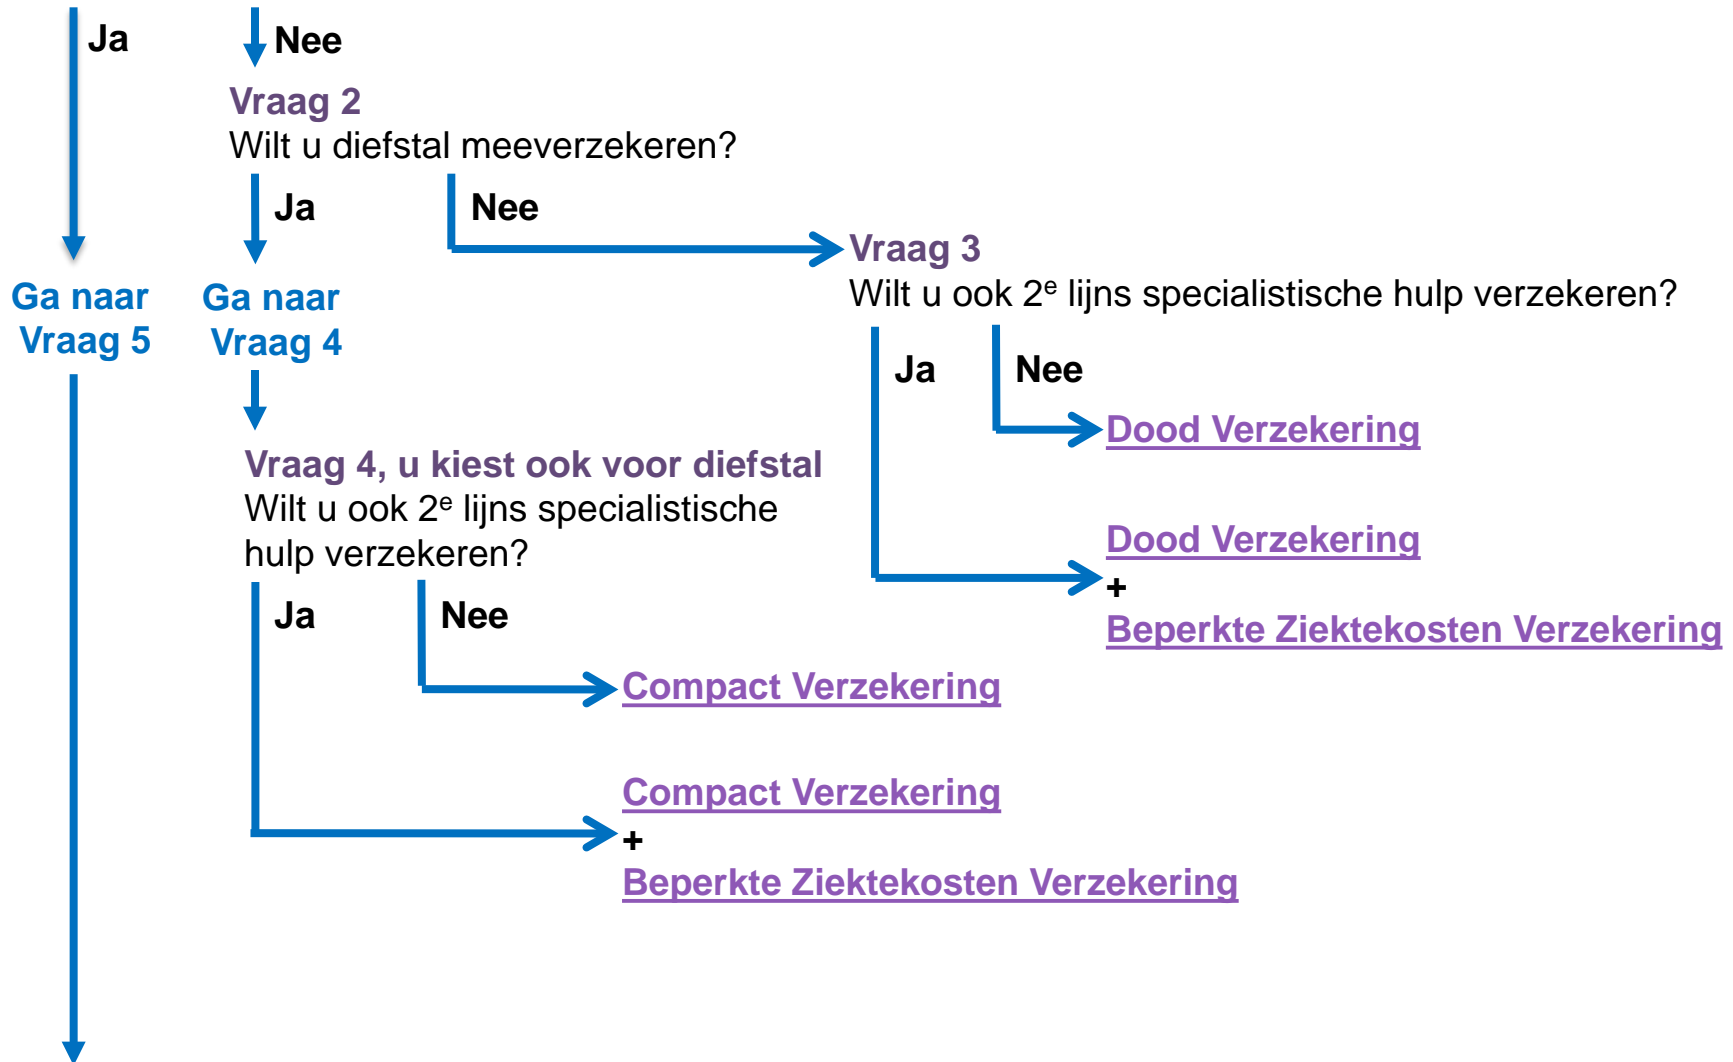 Ja
Nee
Vraag 2
Wilt u diefstal meeverzekeren?
Ja
Nee
Vraag 3
Wilt u ook 2e lijns specialistische hulp verzekeren?
Ga naar
Vraag 5
Ga naar
Vraag 4
Ja
Nee
Dood Verzekering
Vraag 4, u kiest ook voor diefstal
Wilt u ook 2e lijns specialistische
hulp verzekeren?
Dood Verzekering
+
Beperkte Ziektekosten Verzekering
Ja
Nee
Compact Verzekering
Compact Verzekering
+
Beperkte Ziektekosten Verzekering